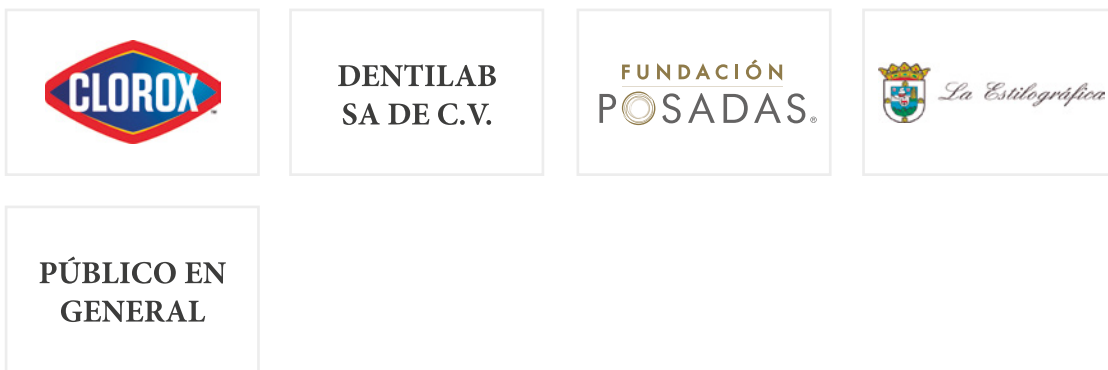 CLOROX
DENTILAB
SA DE C.V.
FUNDACIÓN
POSADAS®
La Estilográfica
PÚBLICO EN
GENERAL